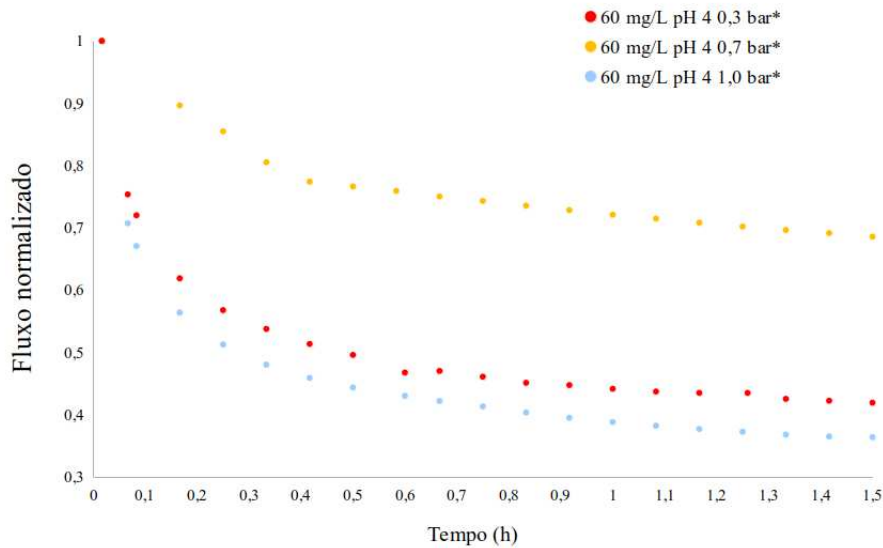 60 mg/L pH 4 0,3 bar*
60 mg/L pH 4 0,7 bar*
60 mg/L pH 4 1,0 bar*
1
0,9
0,8
0,7
0,6
0,5
0,4
0,3
Fluxo normalizado
0 0,1 0,2 0,3 0,4 0,5 0,6 0,7 0,8 0,9 1 1,1 1,2 1,3 1,4 1,5
Tempo (h)